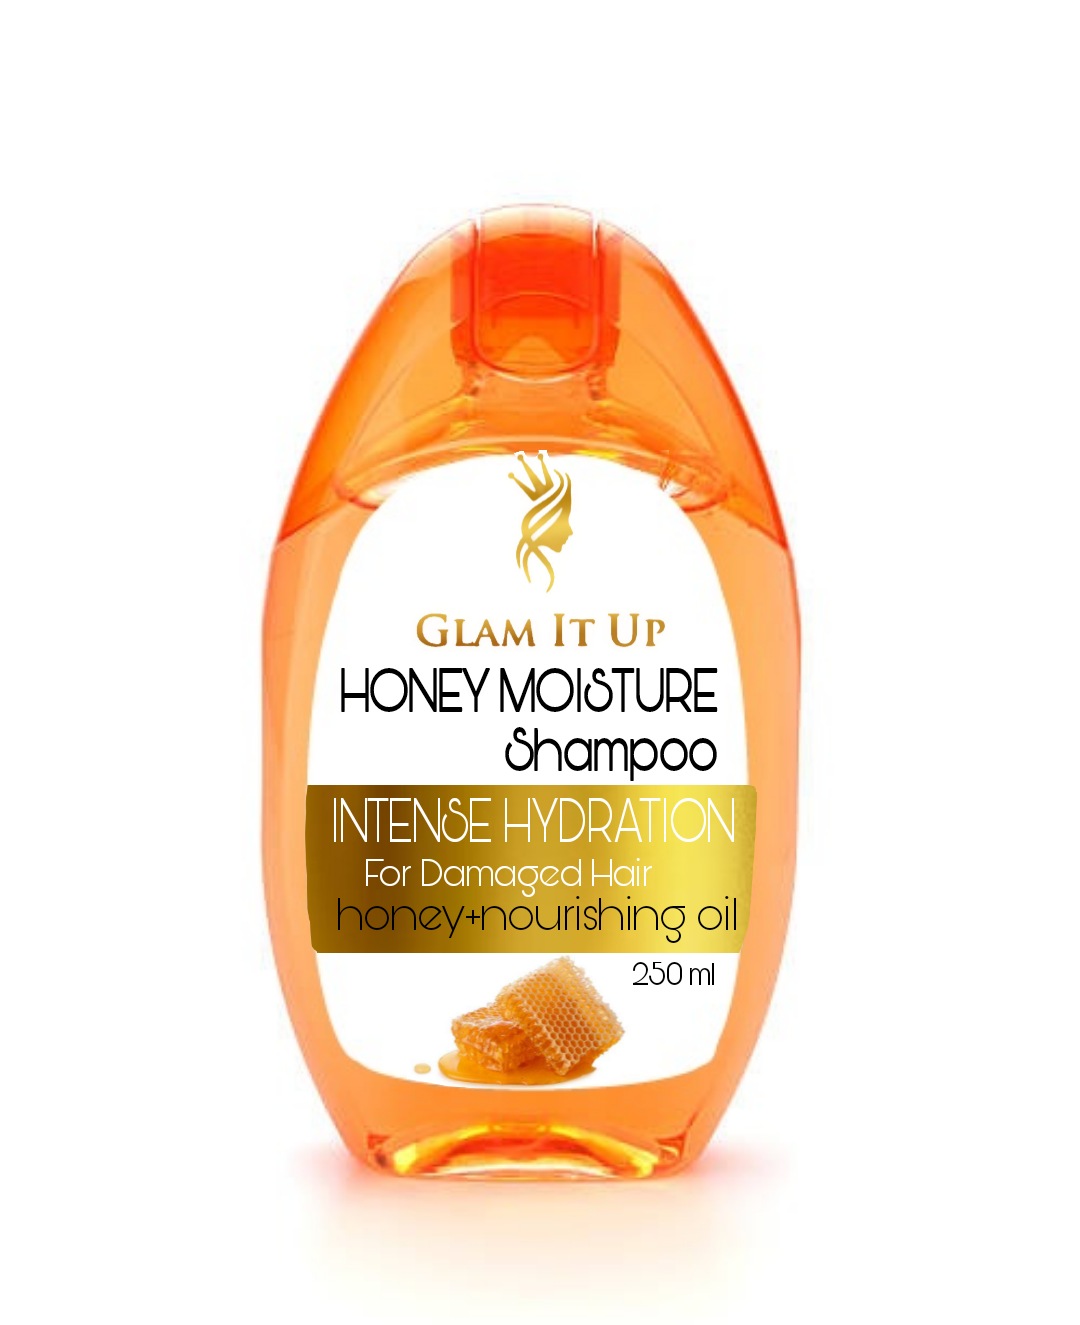 GLAM IT UP
HONEY MOISTURE
Shampoo
INTENSE HYDRATION
For Damaged Hair
honey+nourishing oil
250 ml